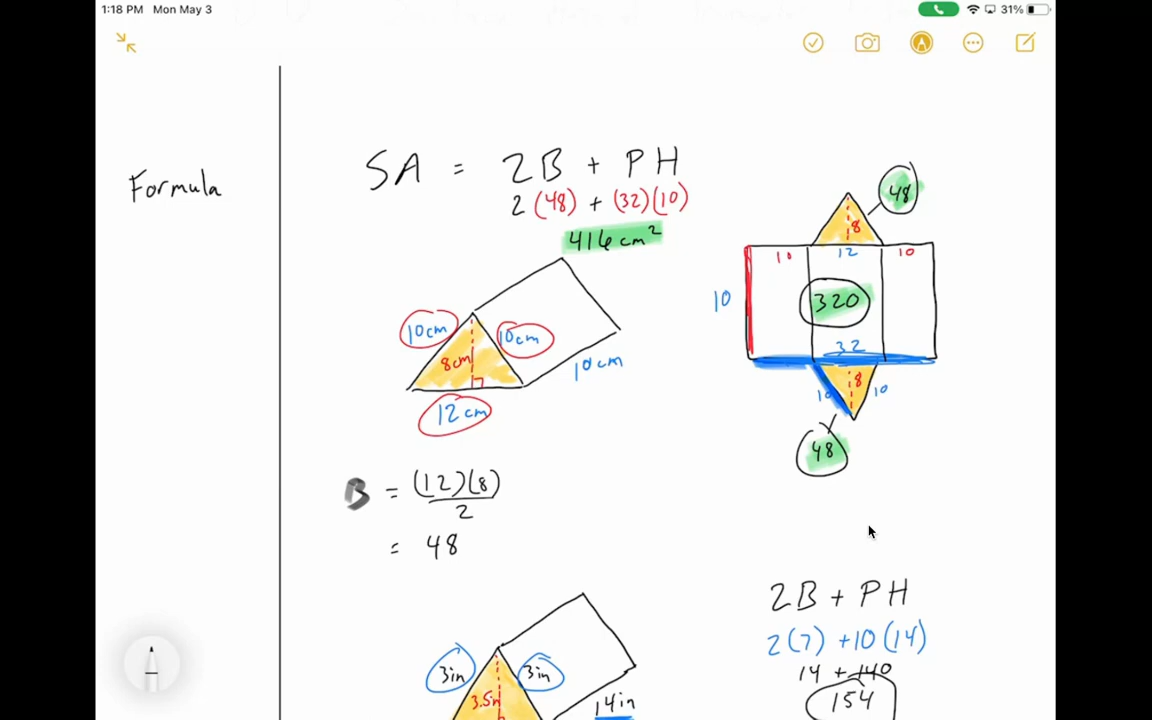 1:18 PM Mon May 3
31%
Formula
SA = 2B + PH
2 (48) + (32)(10)
416 cm²
10cm
10cm
8cm
10cm
12 cm
B = (12)(8)
2
= 48
48
8
10 12 10
10
320
32
8
10 10
48
3in 3in
3.5in
14in
2B + PH
2(7) +10(14)
14 + 140
154